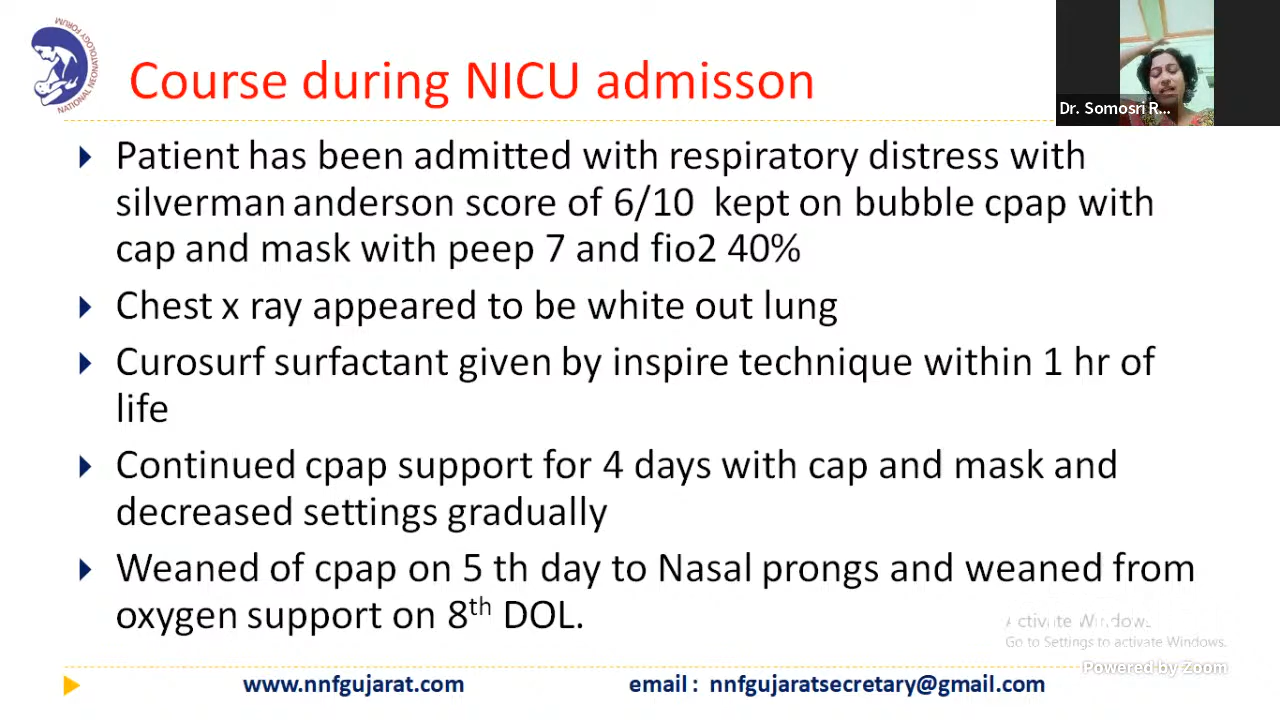 NATIONAL NEONATOLOGY FORUM
Course during NICU admisson
Dr. Somosri R...
Patient has been admitted with respiratory distress with
silverman anderson score of 6/10 kept on bubble cpap with
cap and mask with peep 7 and fio2 40%
Chest x ray appeared to be white out lung
Curosurf surfactant given by inspire technique within 1 hr of
life
Continued cpap support for 4 days with cap and mask and
decreased settings gradually
Weaned of cpap on 5 th day to Nasal prongs and weaned from
oxygen support on 8th DOL.
Activate Windows
Go to Settings to activate Windows.
Powered by Zoom
www.nnfgujarat.com
email : nnfgujaratsecretary@gmail.com